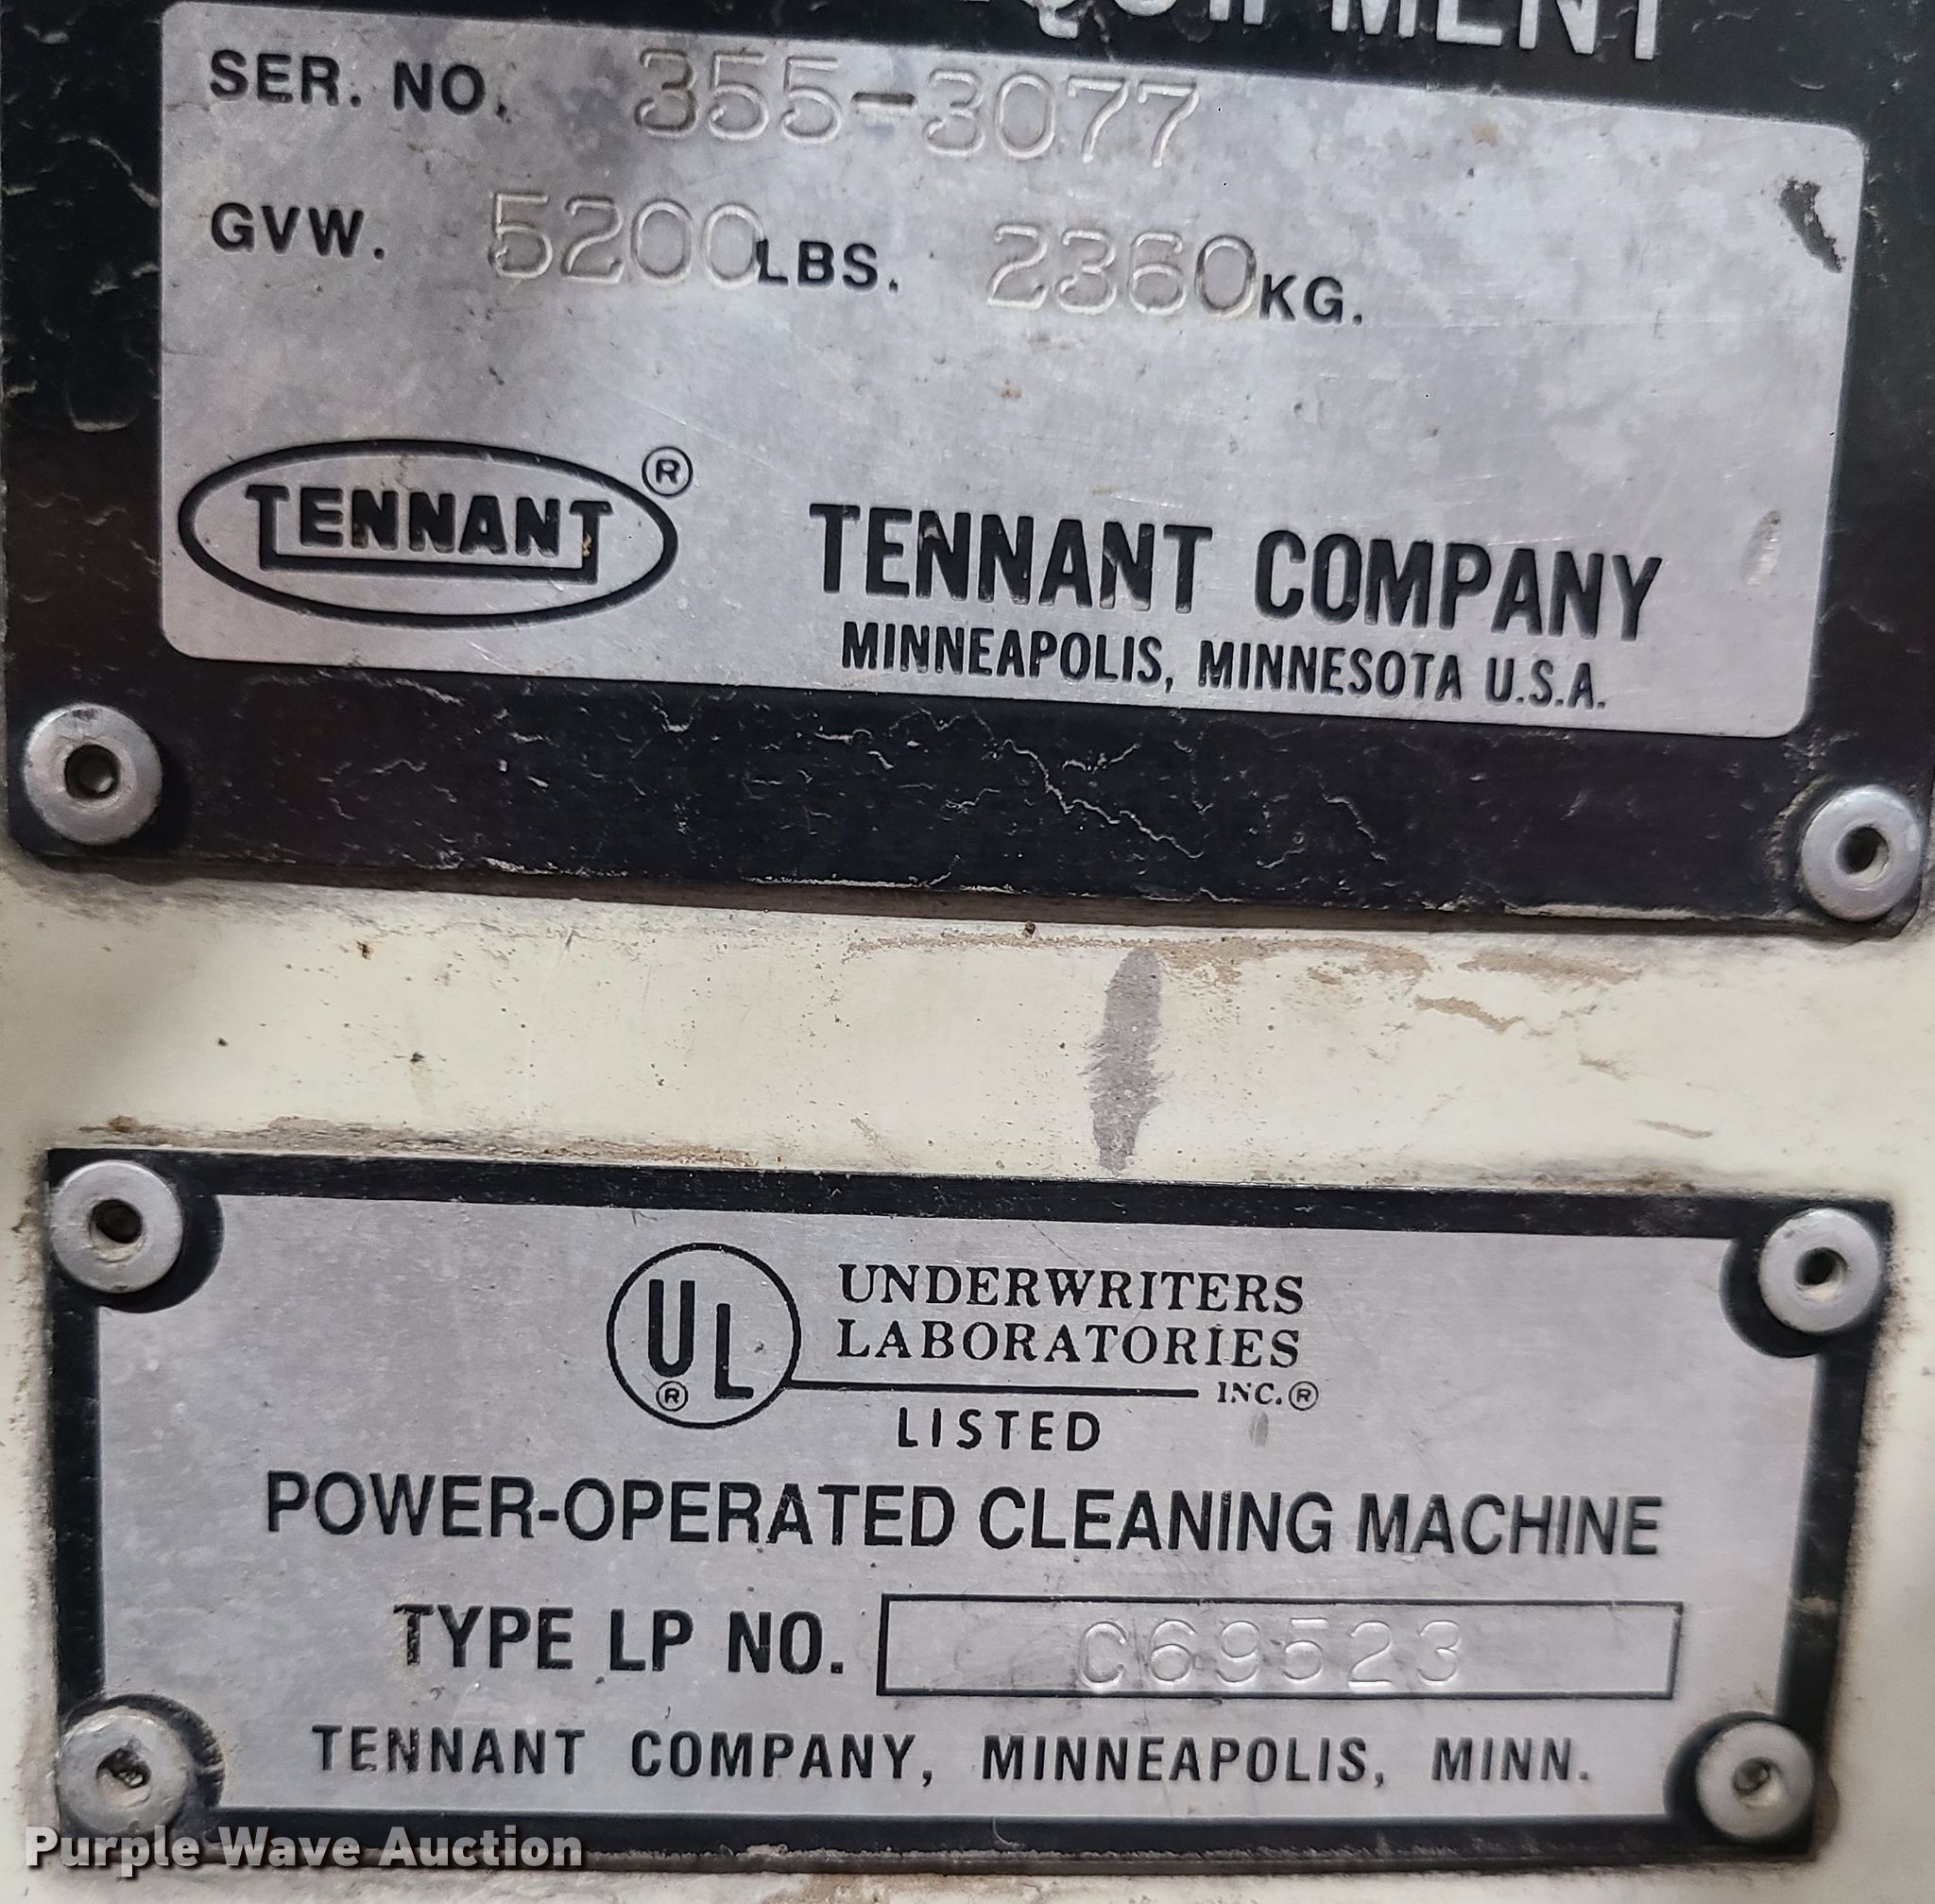 EQUIPMENT
SER. NO. 355-3077
GVW. 5200 LBS. 2360 KG.
TENNANT ®
TENNANT COMPANY
MINNEAPOLIS, MINNESOTA U.S.A.
UL ®
UNDERWRITERS
LABORATORIES
INC.®
LISTED
POWER-OPERATED CLEANING MACHINE
TYPE LP NO. C69523
TENNANT COMPANY, MINNEAPOLIS, MINN.
Purple Wave Auction